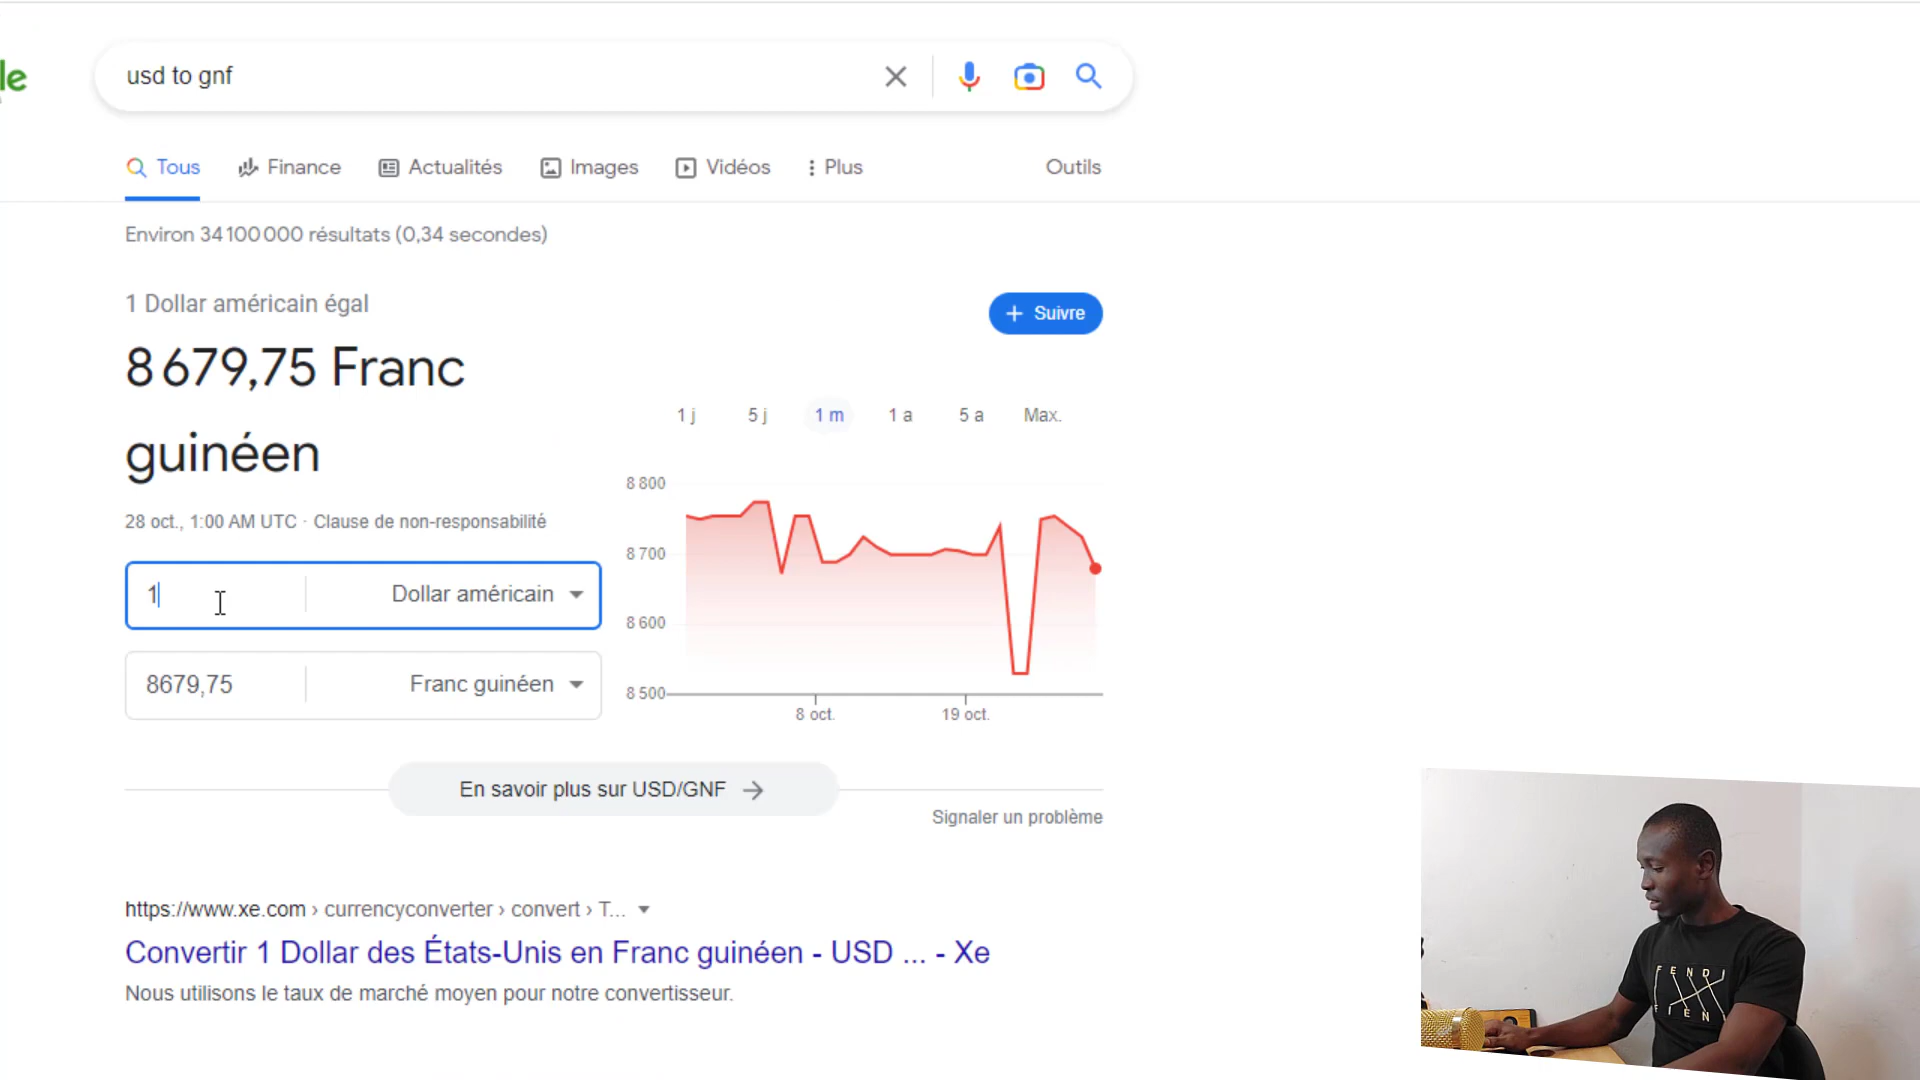 le
usd to gnf
Tous
Finance
Actualités
Images
Vidéos
Plus
Outils
Environ 34 100 000 résultats (0,34 secondes)
1 Dollar américain égal
8 679,75 Franc
guinéen
Suivre
28 oct., 1:00 AM UTC · Clause de non-responsabilité
1 Dollar américain
8679,75 Franc guinéen
1 j 5 j 1 m 1 a 5 a Max.
8 800
8 700
8 600
8 500
8 oct. 19 oct.
En savoir plus sur USD/GNF
Signaler un problème
https://www.xe.com › currencyconverter › convert › T...
Convertir 1 Dollar des États-Unis en Franc guinéen - USD ... - Xe
Nous utilisons le taux de marché moyen pour notre convertisseur.
FENDI
FIEN